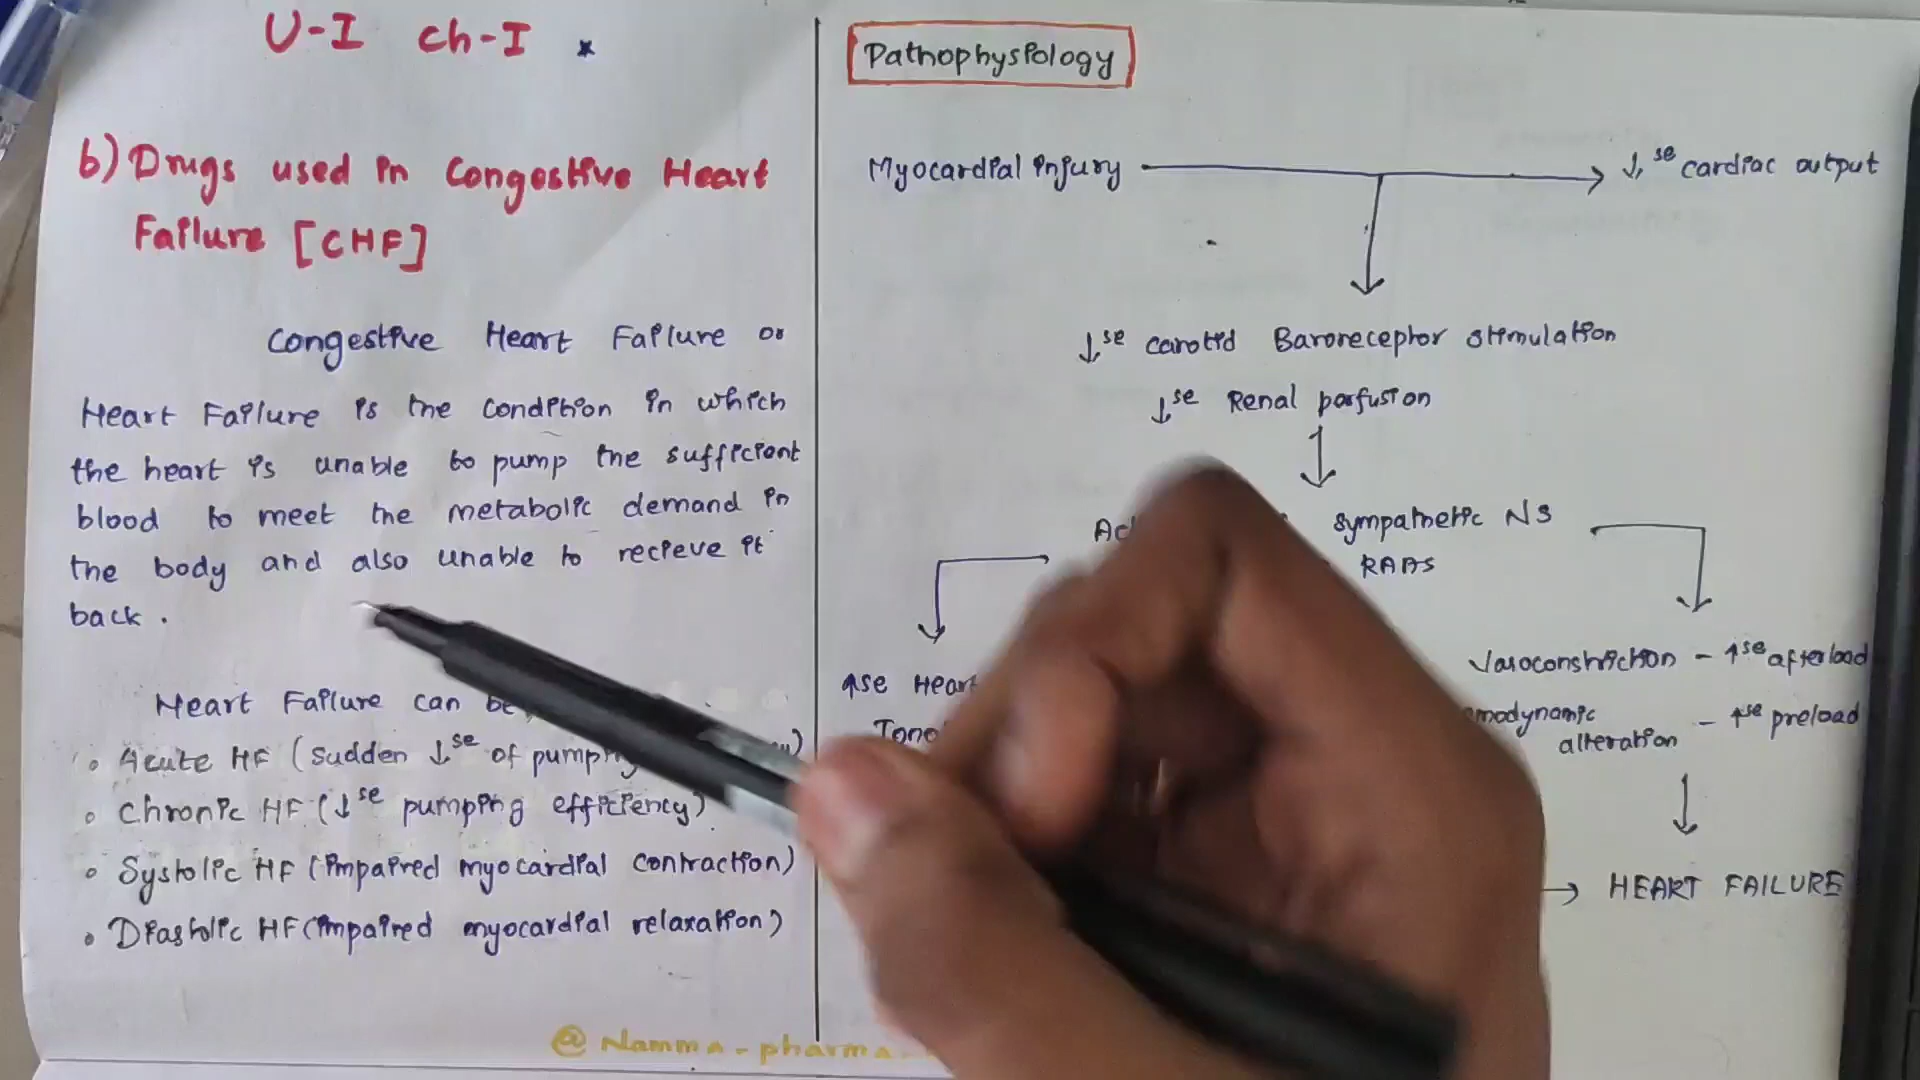 U-I ch-I *
b) Drugs used in Congestive Heart
Failure [CHF]
Congestive Heart Failure or
Heart Failure is the condition in which
the heart is unable to pump the sufficient
blood to meet the metabolic demand in
the body and also unable to recieve it
back.
Heart Failure can be
• Acute HF (Sudden ↓se of pumping
• Chronic HF (↓se pumping efficiency)
• Systolic HF (impaired myocardial contraction)
• Diastolic HF (impaired myocardial relaxation)
@ Namma-pharma-
Pathophysiology
Myocardial injury → ↓se cardiac output
↓se carotid Baroreceptor stimulation
↓se Renal perfusion
sympathetic NS
RAAS
↑se Heart
Vasoconstriction - ↑se afterload
alteration - ↑se preload
→ HEART FAILURE